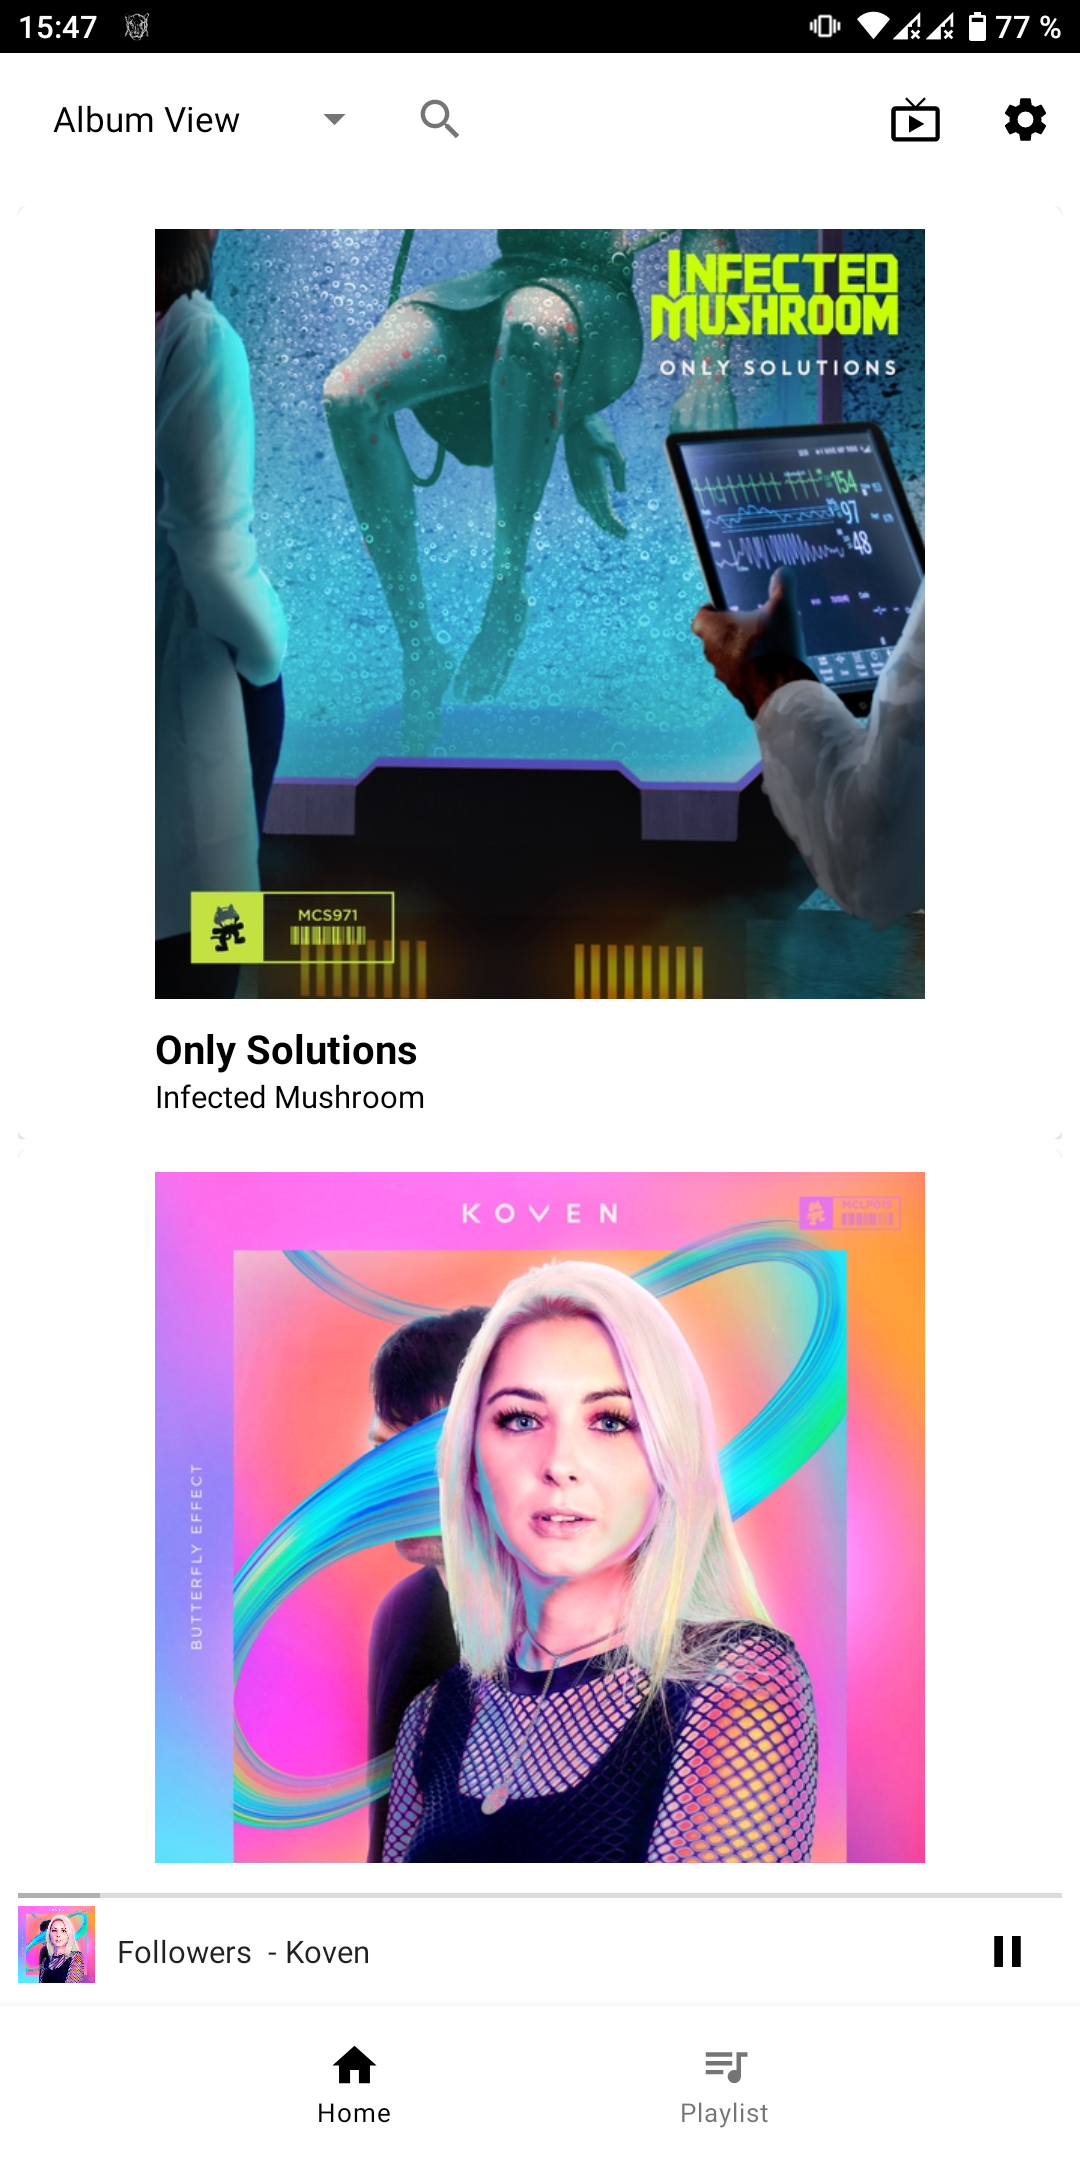 15:47
77 %
Album View
INFECTED
MUSHROOM
ONLY SOLUTIONS
154
97
48
MCS971
Only Solutions
Infected Mushroom
KOVEN
BUTTERFLY EFFECT
Followers - Koven
Home
Playlist